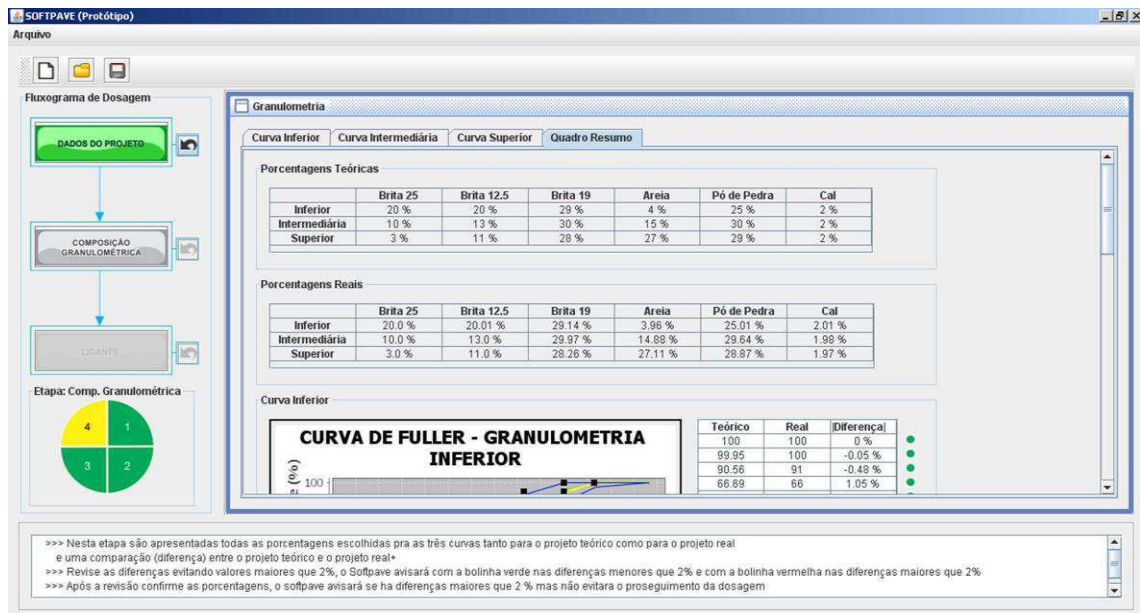 SOFTPAVE (Protótipo)
Arquivo
Fluxograma de Dosagem
DADOS DO PROJETO
COMPOSIÇÃO
GRANULOMÉTRICA
LIGANTE
Etapa: Comp. Granulométrica
4 1
3 2
Granulometria
Curva Inferior Curva Intermediária Curva Superior Quadro Resumo
Porcentagens Teóricas
Brita 25 Brita 12.5 Brita 19 Areia Pó de Pedra Cal
Inferior 20 % 20 % 29 % 4 % 25 % 2 %
Intermediária 10 % 13 % 30 % 15 % 30 % 2 %
Superior 3 % 11 % 28 % 27 % 29 % 2 %
Porcentagens Reais
Brita 25 Brita 12.5 Brita 19 Areia Pó de Pedra Cal
Inferior 20.0 % 20.01 % 29.14 % 3.96 % 25.01 % 2.01 %
Intermediária 10.0 % 13.0 % 29.97 % 14.88 % 29.64 % 1.98 %
Superior 3.0 % 11.0 % 28.26 % 27.11 % 28.87 % 1.97 %
Curva Inferior
CURVA DE FULLER - GRANULOMETRIA
INFERIOR
e (%)
100
Teórico Real |Diferença|
100 100 0 %
99.95 100 -0.05 %
90.56 91 -0.48 %
66.69 66 1.05 %
>>> Nesta etapa são apresentadas todas as porcentagens escolhidas pra as três curvas tanto para o projeto teórico como para o projeto real
e uma comparação (diferença) entre o projeto teórico e o projeto real+
>>> Revise as diferenças evitando valores maiores que 2%, o Softpave avisará com a bolinha verde nas diferenças menores que 2% e com a bolinha vermelha nas diferenças maiores que 2%
>>> Após a revisão confirme as porcentagens, o softpave avisará se ha diferenças maiores que 2 % mas não evitara o proseguimento da dosagem